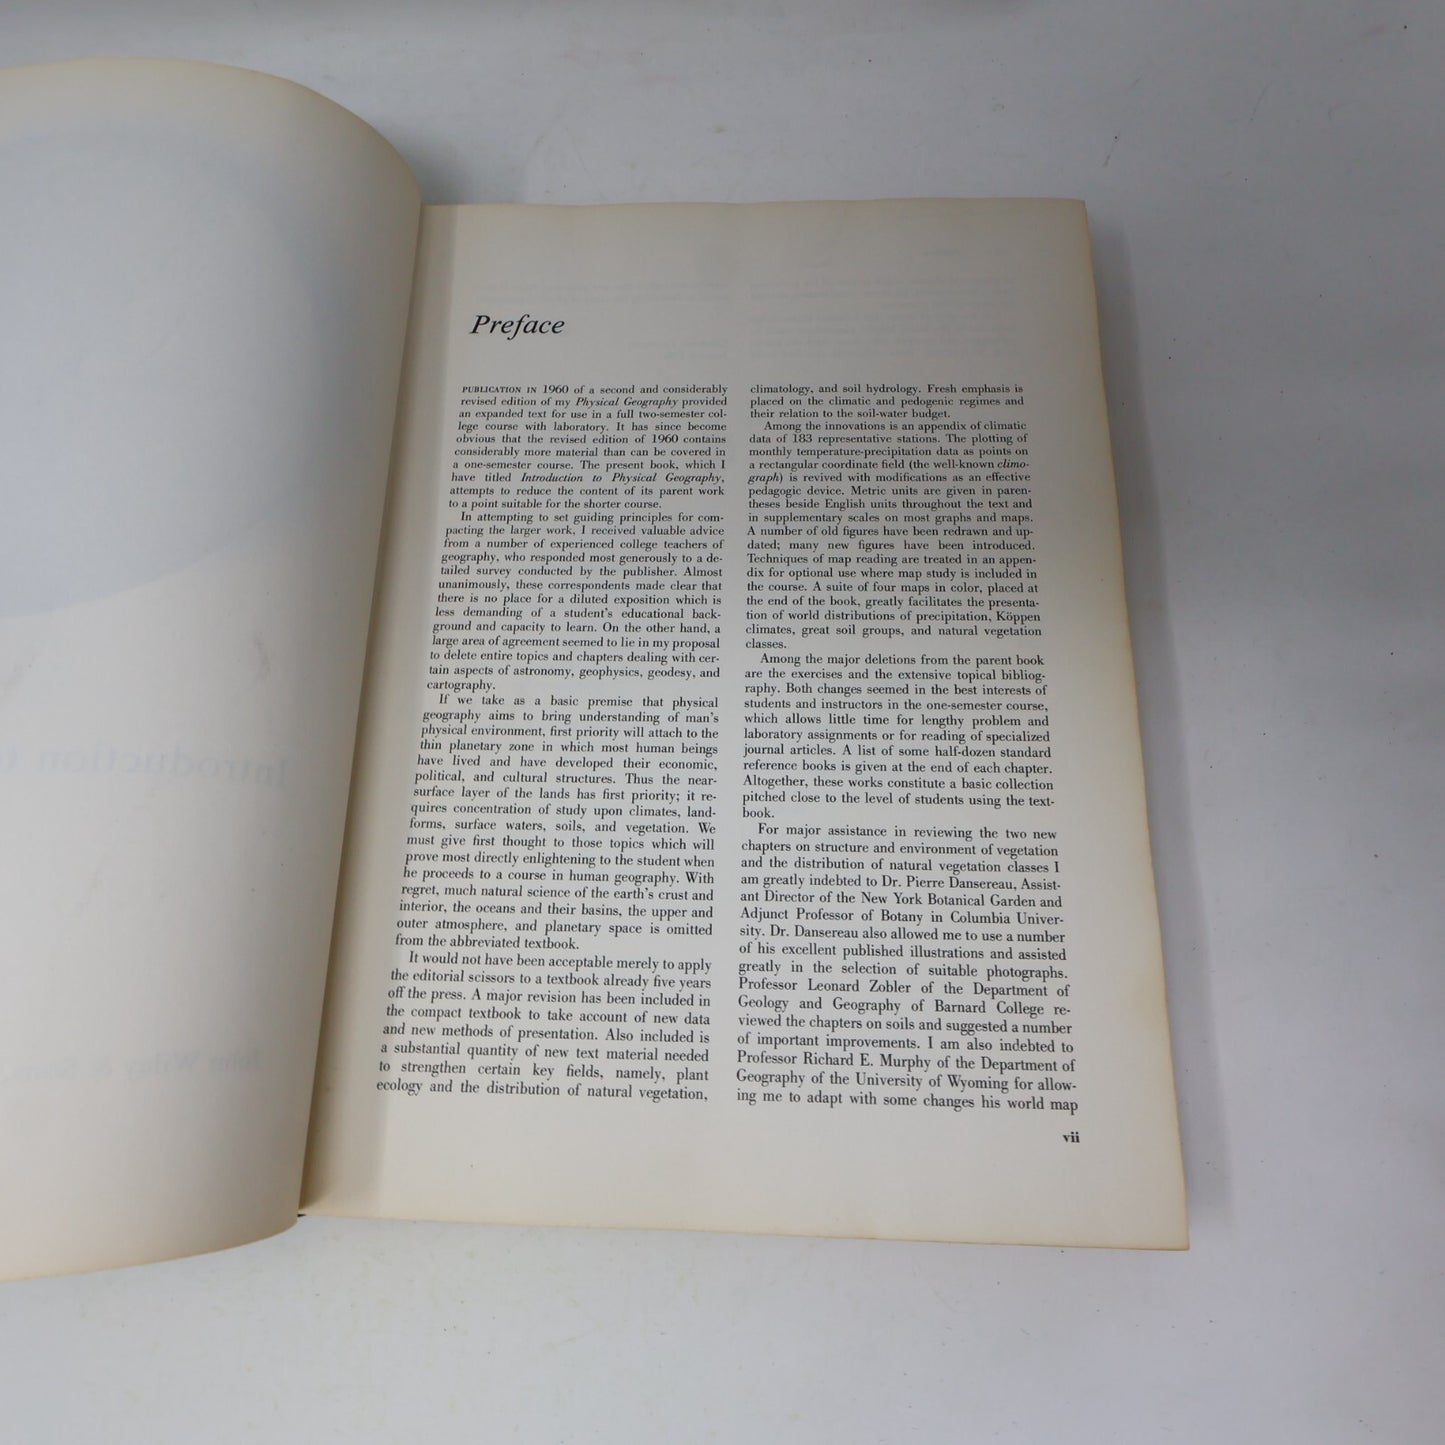 Preface
PUBLICATION IN 1960 of a second and considerably
revised edition of my Physical Geography provided
an expanded text for use in a full two-semester col-
lege course with laboratory. It has since become
obvious that the revised edition of 1960 contains
considerably more material than can be covered in
a one-semester course. The present book, which I
have titled Introduction to Physical Geography,
attempts to reduce the content of its parent work
to a point suitable for the shorter course.
In attempting to set guiding principles for com-
pacting the larger work, I received valuable advice
from a number of experienced college teachers of
geography, who responded most generously to a de-
tailed survey conducted by the publisher. Almost
unanimously, these correspondents made clear that
there is no place for a diluted exposition which is
less demanding of a student's educational back-
ground and capacity to learn. On the other hand, a
large area of agreement seemed to lie in my proposal
to delete entire topics and chapters dealing with cer-
tain aspects of astronomy, geophysics, geodesy, and
cartography.
If we take as a basic premise that physical
geography aims to bring understanding of man's
physical environment, first priority will attach to the
thin planetary zone in which most human beings
have lived and have developed their economic,
political, and cultural structures. Thus the near-
surface layer of the lands has first priority; it re-
quires concentration of study upon climates, land-
forms, surface waters, soils, and vegetation. We
must give first thought to those topics which will
prove most directly enlightening to the student when
he proceeds to a course in human geography. With
regret, much natural science of the earth's crust and
interior, the oceans and their basins, the upper and
outer atmosphere, and planetary space is omitted
from the abbreviated textbook.
It would not have been acceptable merely to apply
the editorial scissors to a textbook already five years
off the press. A major revision has been included in
the compact textbook to take account of new data
and new methods of presentation. Also included is
a substantial quantity of new text material needed
to strengthen certain key fields, namely, plant
ecology and the distribution of natural vegetation,
climatology, and soil hydrology. Fresh emphasis is
placed on the climatic and pedogenic regimes and
their relation to the soil-water budget.
Among the innovations is an appendix of climatic
data of 183 representative stations. The plotting of
monthly temperature-precipitation data as points on
a rectangular coordinate field (the well-known climo-
graph) is revived with modifications as an effective
pedagogic device. Metric units are given in paren-
theses beside English units throughout the text and
in supplementary scales on most graphs and maps.
A number of old figures have been redrawn and up-
dated; many new figures have been introduced.
Techniques of map reading are treated in an appen-
dix for optional use where map study is included in
the course. A suite of four maps in color, placed at
the end of the book, greatly facilitates the presenta-
tion of world distributions of precipitation, Köppen
climates, great soil groups, and natural vegetation
classes.
Among the major deletions from the parent book
are the exercises and the extensive topical bibliog-
raphy. Both changes seemed in the best interests of
students and instructors in the one-semester course,
which allows little time for lengthy problem and
laboratory assignments or for reading of specialized
journal articles. A list of some half-dozen standard
reference books is given at the end of each chapter.
Altogether, these works constitute a basic collection
pitched close to the level of students using the text-
book.
For major assistance in reviewing the two new
chapters on structure and environment of vegetation
and the distribution of natural vegetation classes I
am greatly indebted to Dr. Pierre Dansereau, Assist-
ant Director of the New York Botanical Garden and
Adjunct Professor of Botany in Columbia Univer-
sity. Dr. Dansereau also allowed me to use a number
of his excellent published illustrations and assisted
greatly in the selection of suitable photographs.
Professor Leonard Zobler of the Department of
Geology and Geography of Barnard College re-
viewed the chapters on soils and suggested a number
of important improvements. I am also indebted to
Professor Richard E. Murphy of the Department of
Geography of the University of Wyoming for allow-
ing me to adapt with some changes his world map
vii